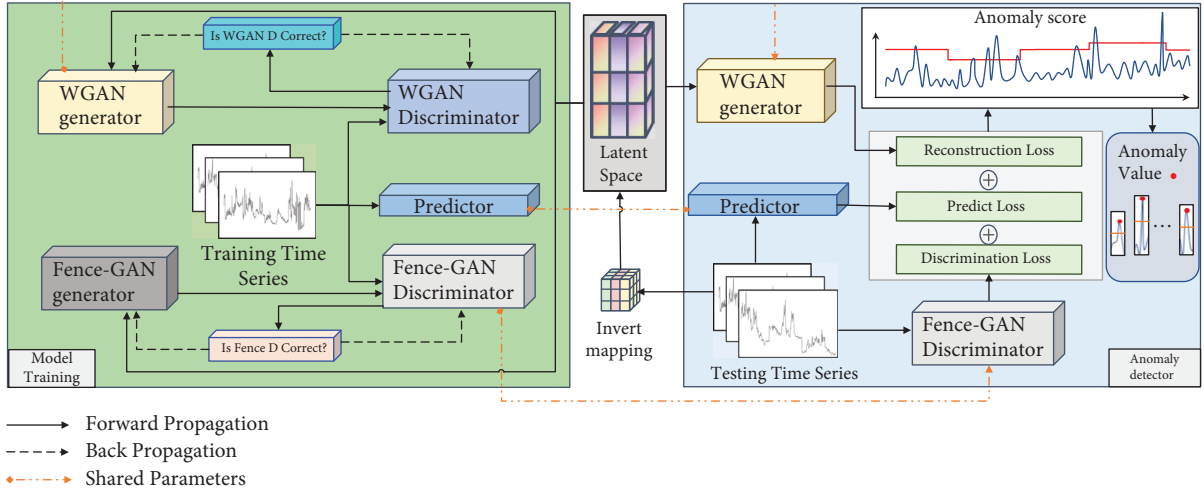 Is WGAN D Correct?
WGAN
generator
WGAN
Discriminator
Training Time
Series
Predictor
Fence-GAN
generator
Fence-GAN
Discriminator
Is Fence D Correct?
Model
Training
Latent
Space
Invert
mapping
WGAN
generator
Predictor
Testing Time Series
Fence-GAN
Discriminator
Anomaly score
Reconstruction Loss
+
Predict Loss
+
Discrimination Loss
Anomaly
Value
...
Anomaly
detector
Forward Propagation
Back Propagation
Shared Parameters